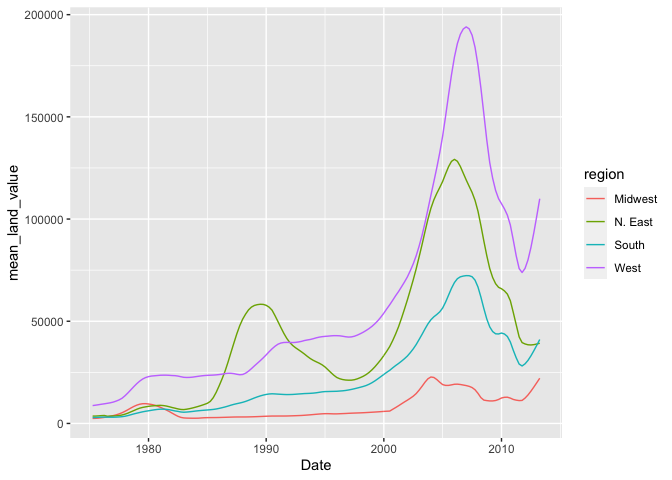 200000
150000
100000
50000
0
mean_land_value
1980
1990
2000
2010
Date
region
Midwest
N. East
South
West